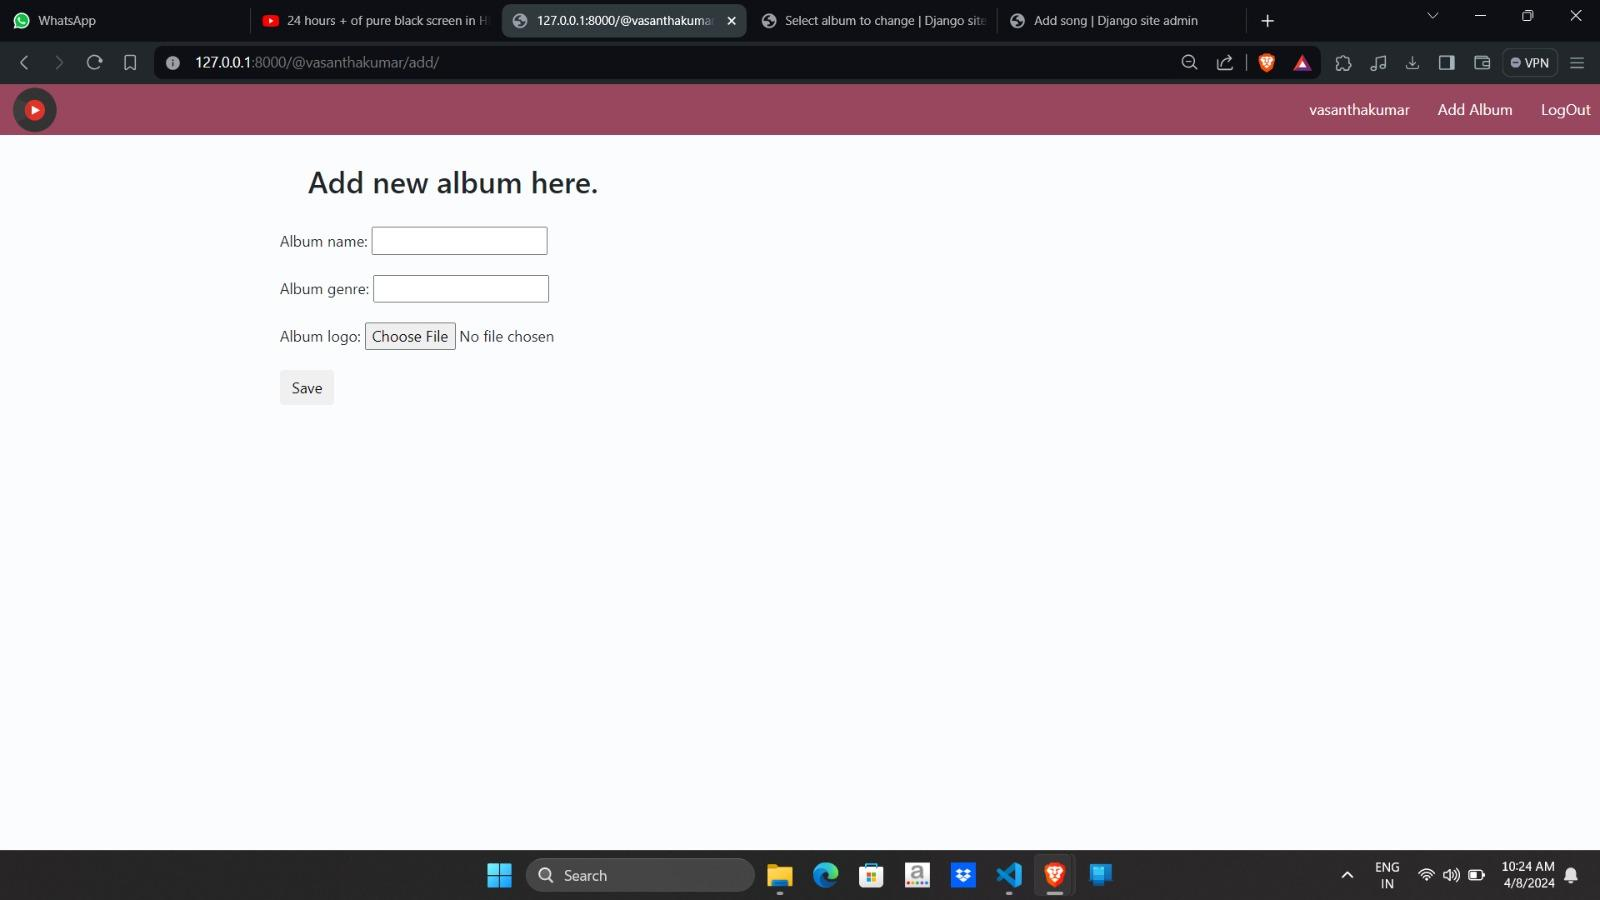 WhatsApp
24 hours + of pure black screen in H
127.0.0.1:8000/@vasanthakumar
Select album to change | Django site
Add song | Django site admin
127.0.0.1:8000/@vasanthakumar/add/
VPN
vasanthakumar
Add Album
LogOut
Add new album here.
Album name:
Album genre:
Album logo: Choose File No file chosen
Save
Search
ENG
IN
10:24 AM
4/8/2024